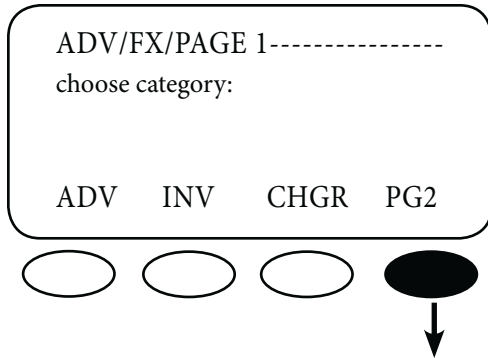 ADV/FX/PAGE 1----------------
choose category:
ADV INV CHGR PG2